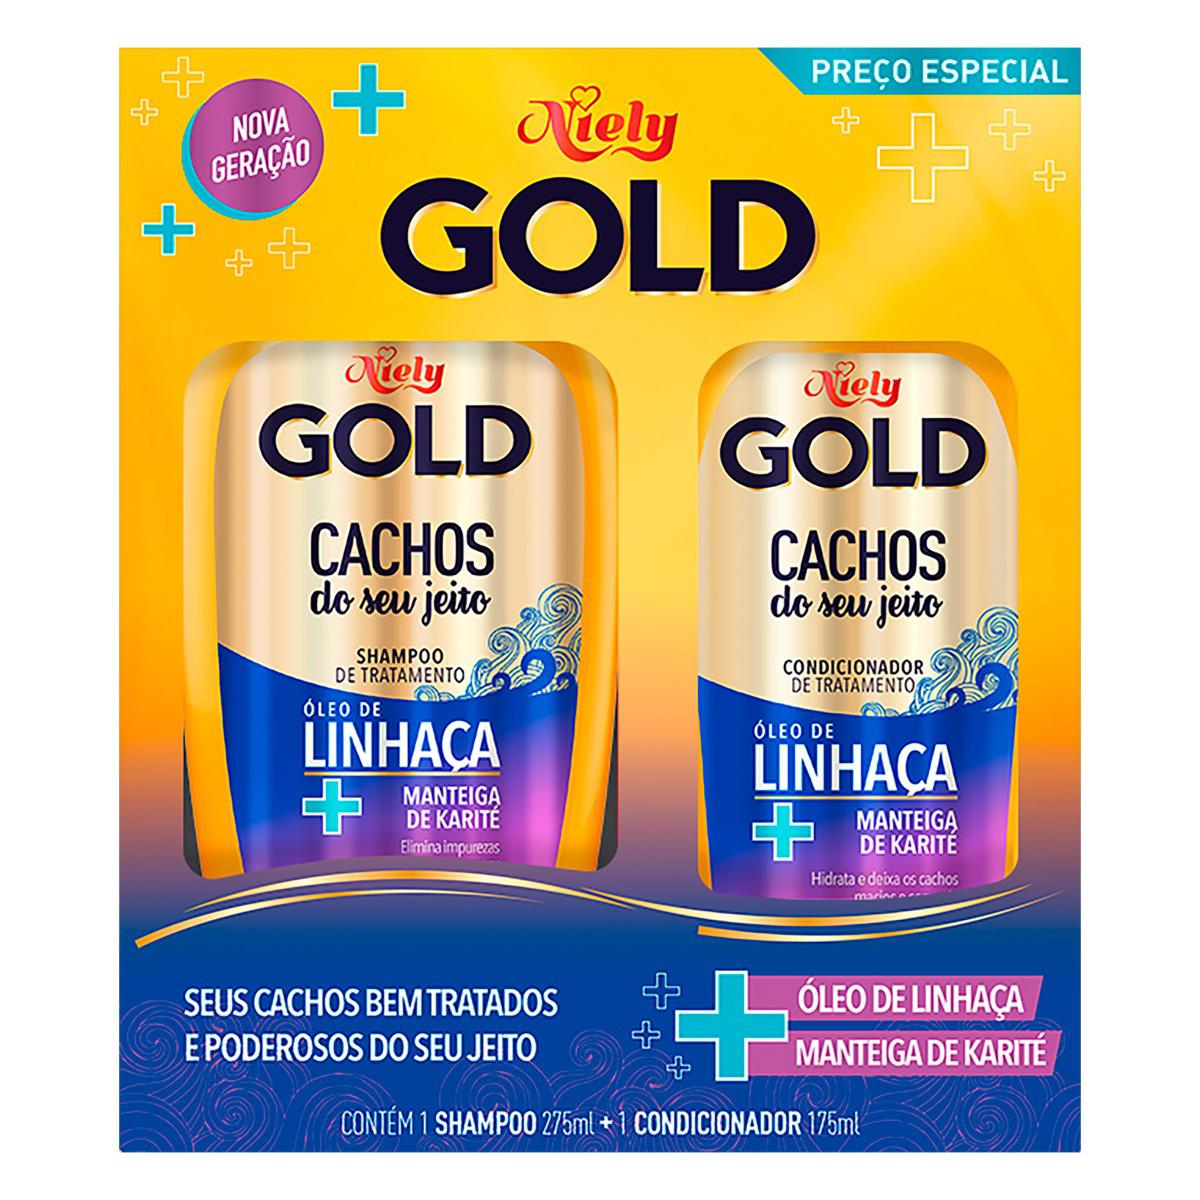 PREÇO ESPECIAL
NOVA
GERAÇÃO
Niely
GOLD
Niely
GOLD
CACHOS
do seu jeito
SHAMPOO
DE TRATAMENTO
ÓLEO DE
LINHAÇA
+ MANTEIGA
DE KARITÉ
Elimina impurezas
Niely
GOLD
CACHOS
do seu jeito
CONDICIONADOR
DE TRATAMENTO
ÓLEO DE
LINHAÇA
+ MANTEIGA
DE KARITÉ
Hidrata e deixa os cachos
macios e
SEUS CACHOS BEM TRATADOS
E PODEROSOS DO SEU JEITO
+ ÓLEO DE LINHAÇA
MANTEIGA DE KARITÉ
CONTÉM 1 SHAMPOO 275ml + 1 CONDICIONADOR 175ml